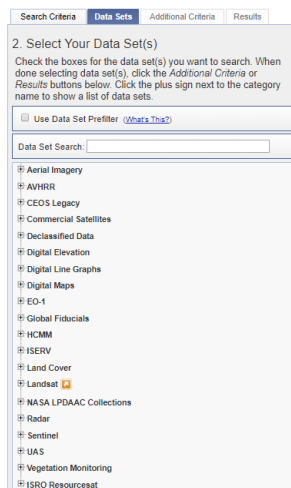 Search Criteria Data Sets Additional Criteria Results
2. Select Your Data Set(s)
Check the boxes for the data set(s) you want to search. When
done selecting data set(s), click the Additional Criteria or
Results buttons below. Click the plus sign next to the category
name to show a list of data sets.
Use Data Set Prefilter (What's This?)
Data Set Search:
Aerial Imagery
AVHRR
CEOS Legacy
Commercial Satellites
Declassified Data
Digital Elevation
Digital Line Graphs
Digital Maps
EO-1
Global Fiducials
HCMM
ISERV
Land Cover
Landsat
NASA LPDAAC Collections
Radar
Sentinel
UAS
Vegetation Monitoring
ISRO Resourcesat